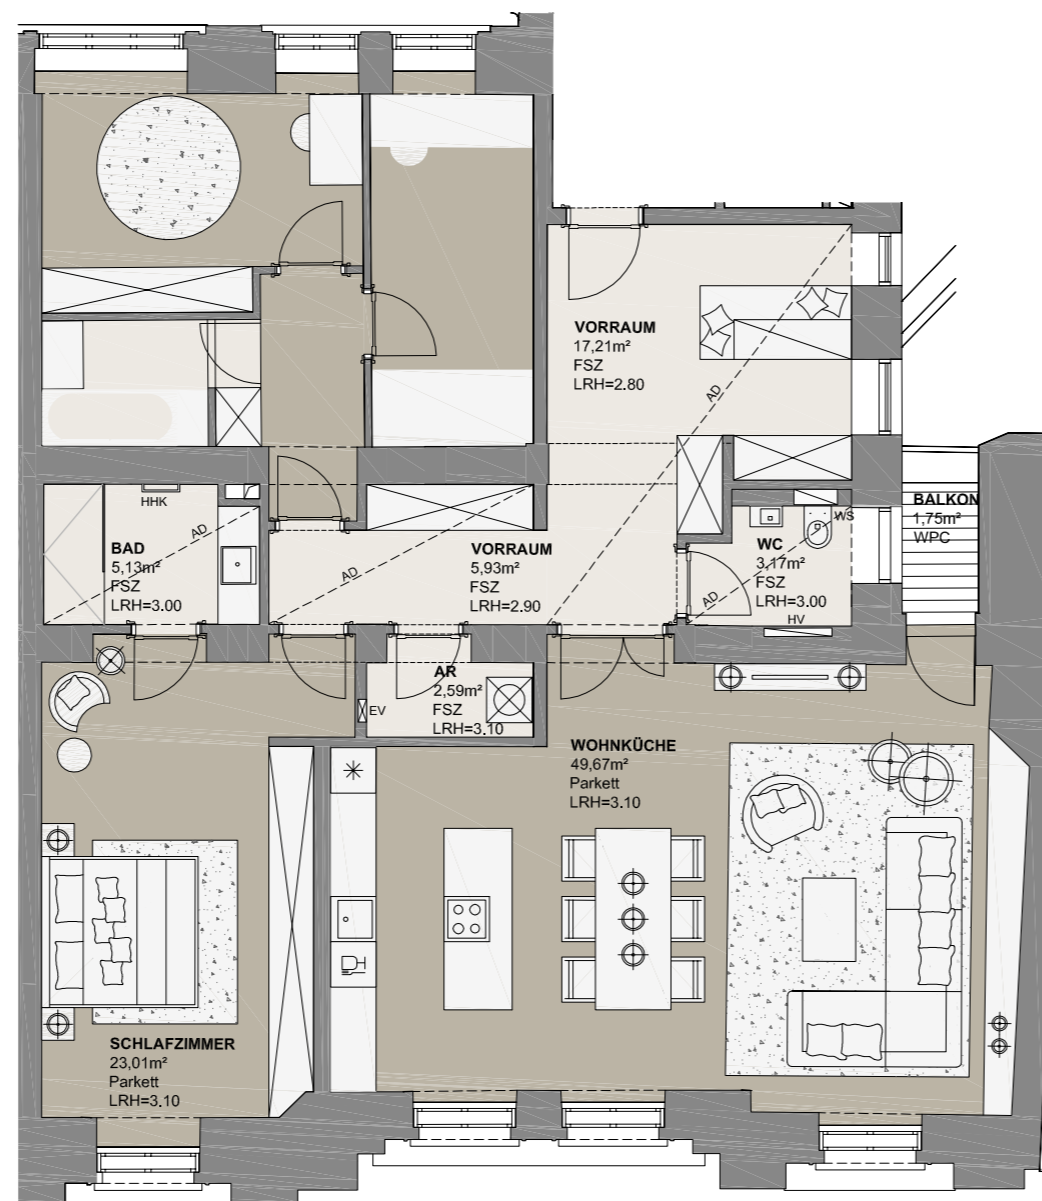 VORRAUM
17,21m²
FSZ
LRH=2.80
AD
HHK
AD
BAD
5,13m²
FSZ
LRH=3.00
AD
VORRAUM
5,93m²
FSZ
LRH=2.90
WS
WC
3,17m²
FSZ
LRH=3.00
AD
HV
BALKON
1,75m²
WPC
AR
2,59m²
FSZ
LRH=3.10
EV
WOHNKÜCHE
49,67m²
Parkett
LRH=3.10
SCHLAFZIMMER
23,01m²
Parkett
LRH=3.10